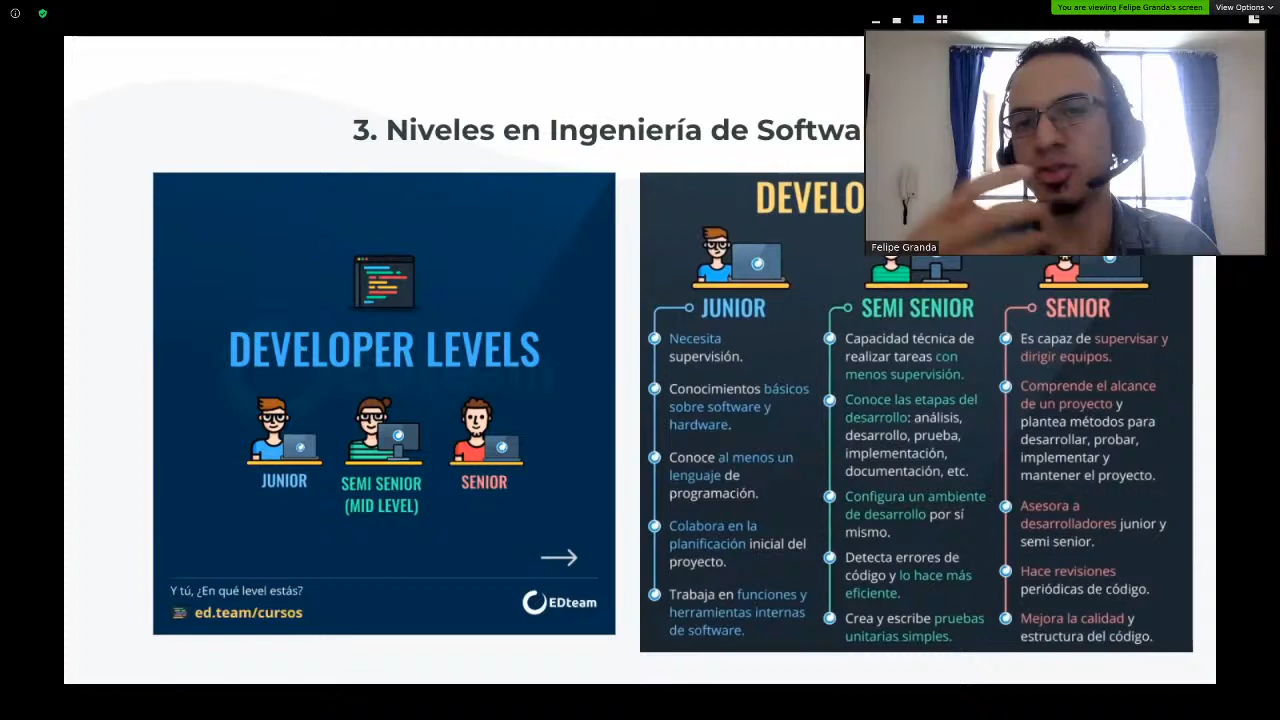 You are viewing Felipe Granda's screen
View Options
3. Niveles en Ingeniería de Softwa
Felipe Granda
DEVELOPER LEVELS
JUNIOR
SEMI SENIOR
(MID LEVEL)
SENIOR
Y tú, ¿En qué level estás?
ed.team/cursos
EDteam
DEVELO
JUNIOR
Necesita
supervisión.
Conocimientos básicos
sobre software y
hardware.
Conoce al menos un
lenguaje de
programación.
Colabora en la
planificación inicial del
proyecto.
Trabaja en funciones y
herramientas internas
de software.
SEMI SENIOR
Capacidad técnica de
realizar tareas con
menos supervisión.
Conoce las etapas del
desarrollo: análisis,
desarrollo, prueba,
implementación,
documentación, etc.
Configura un ambiente
de desarrollo por sí
mismo.
Detecta errores de
código y lo hace más
eficiente.
Crea y escribe pruebas
unitarias simples.
SENIOR
Es capaz de supervisar y
dirigir equipos.
Comprende el alcance
de un proyecto y
plantea métodos para
desarrollar, probar,
implementar y
mantener el proyecto.
Asesora a
desarrolladores junior y
semi senior.
Hace revisiones
periódicas de código.
Mejora la calidad y
estructura del código.